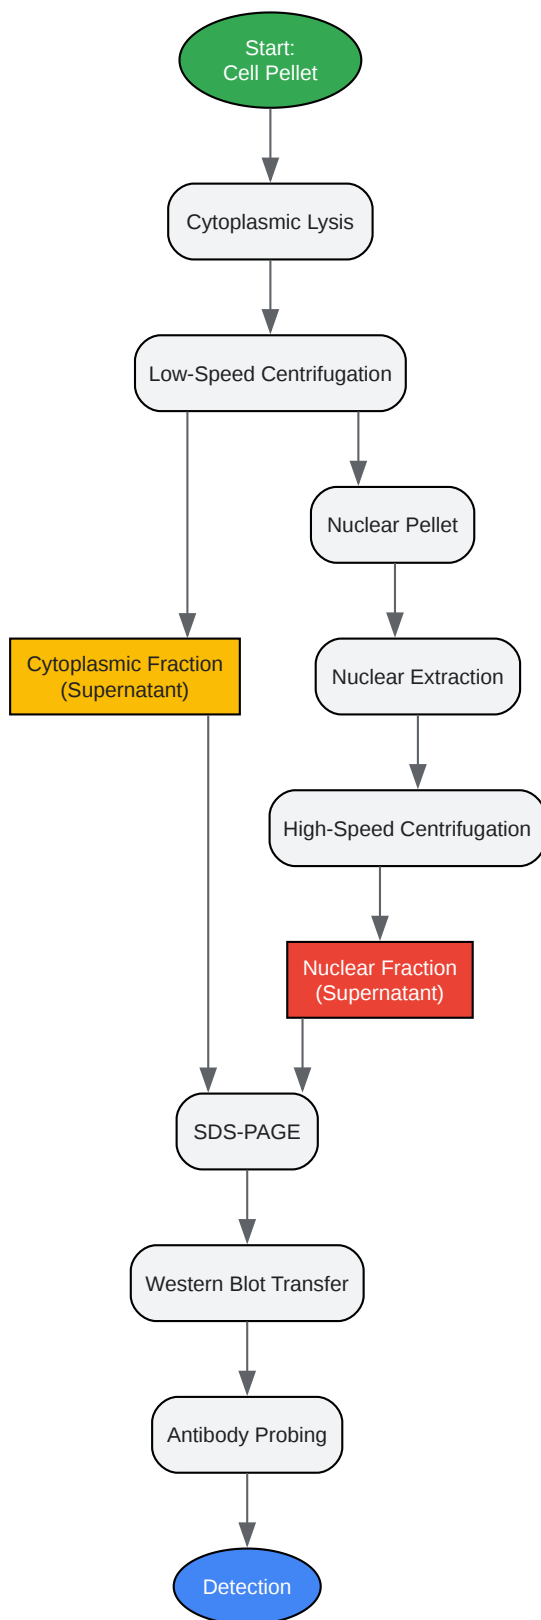 Start:
Cell Pellet
Cytoplasmic Lysis
Low-Speed Centrifugation
Nuclear Pellet
Cytoplasmic Fraction
(Supernatant)
Nuclear Extraction
High-Speed Centrifugation
Nuclear Fraction
(Supernatant)
SDS-PAGE
Western Blot Transfer
Antibody Probing
Detection